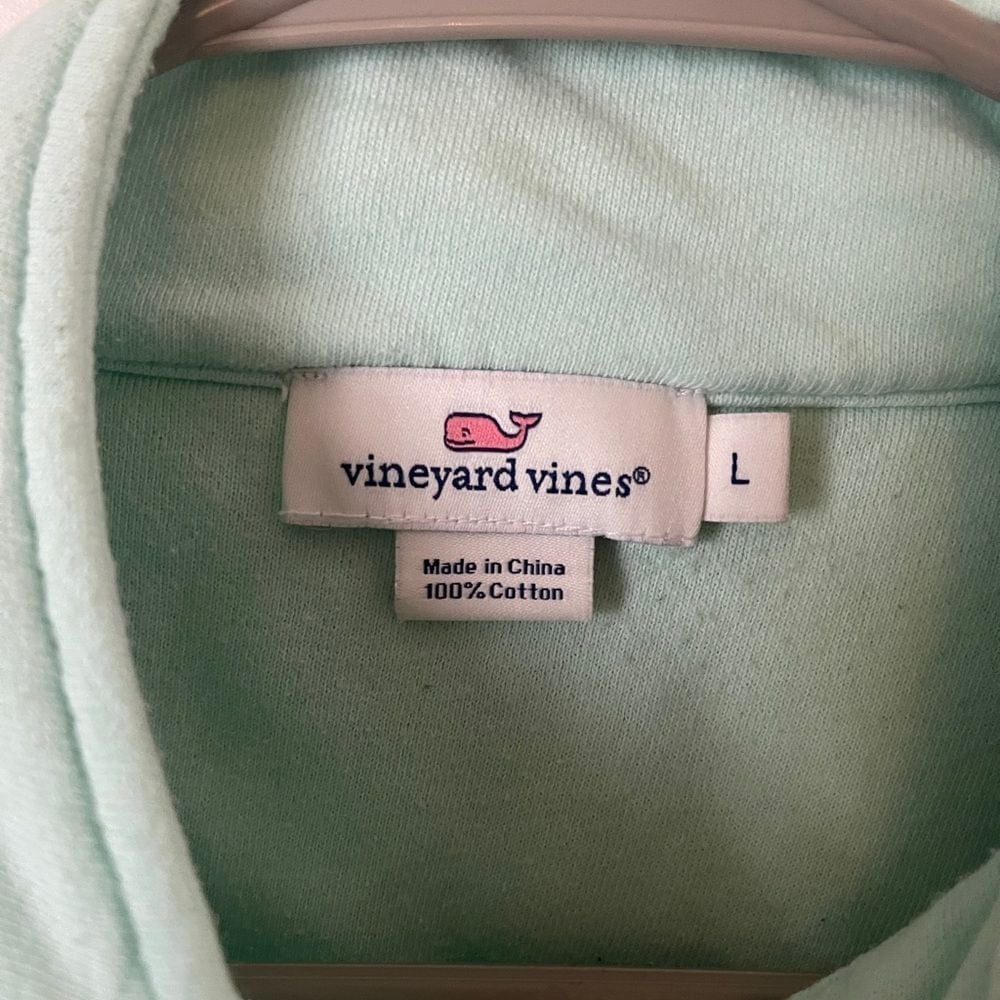 vineyard vines®
L
Made in China
100% Cotton